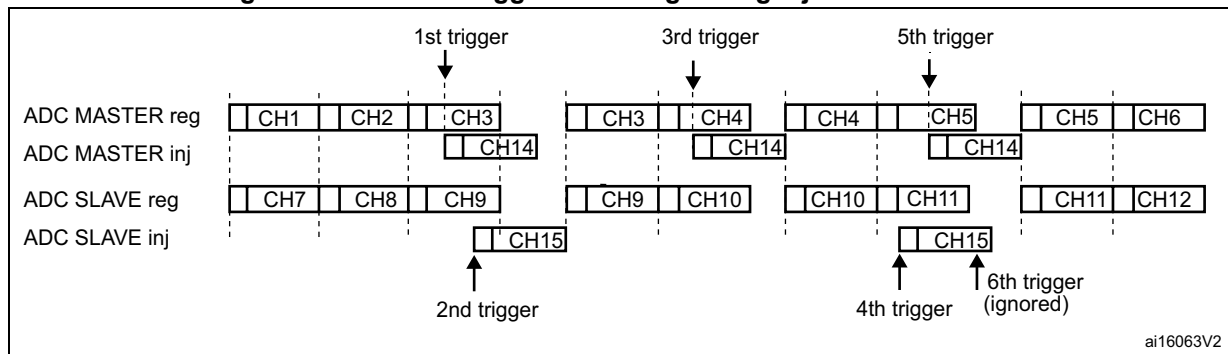 1st trigger 3rd trigger 5th trigger
ADC MASTER reg CH1 CH2 CH3 CH3 CH4 CH4 CH5 CH5 CH6
ADC MASTER inj CH14 CH14 CH14
ADC SLAVE reg CH7 CH8 CH9 CH9 CH10 CH10 CH11 CH11 CH12
ADC SLAVE inj CH15 CH15
2nd trigger 4th trigger 6th trigger
(ignored)
ai16063V2